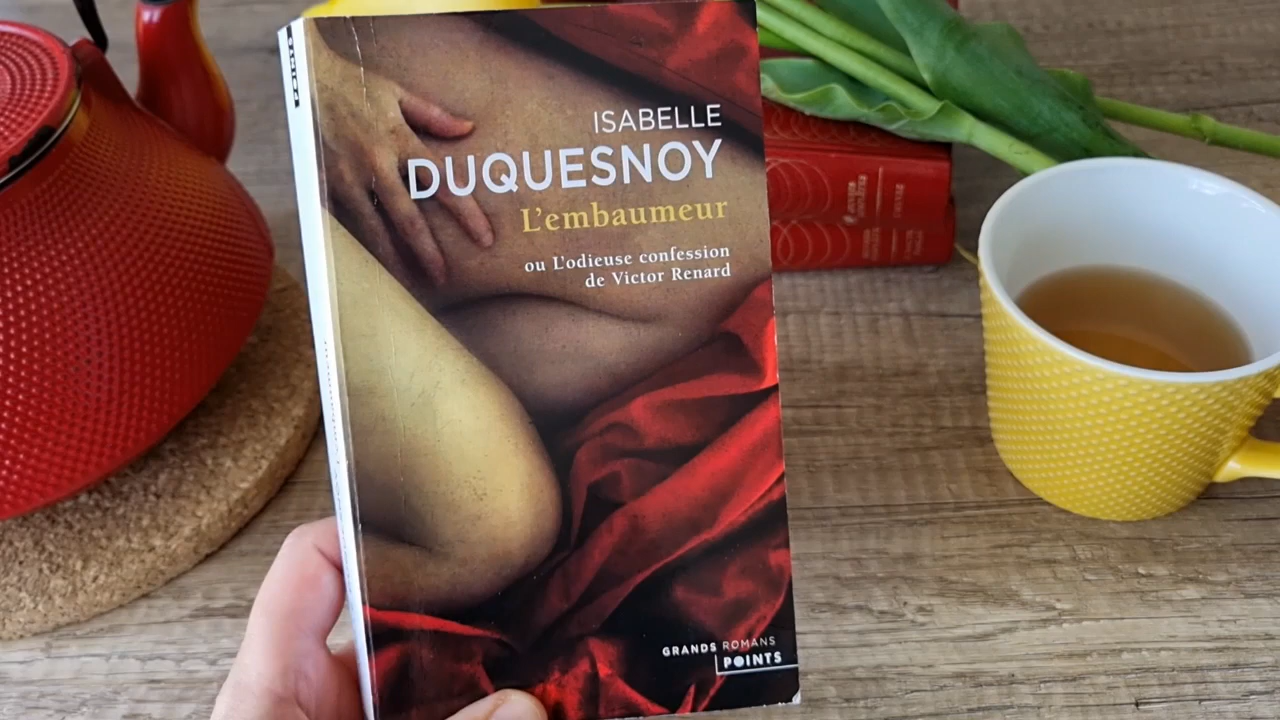 ISABELLE
DUQUESNOY
L'embaumeur
ou L'odieuse confession
de Victor Renard
GRANDS ROMANS
POINTS